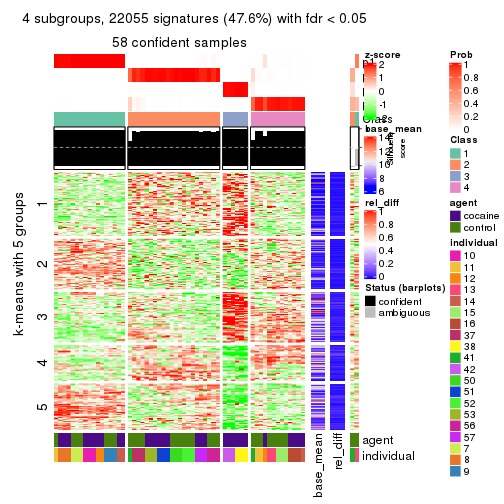 4 subgroups, 22055 signatures (47.6%) with fdr < 0.05
58 confident samples
k-means with 5 groups
1
2
3
4
5
base_mean
rel_diff
agent
individual
Class
Silhouette
score
z-score
2
1
0
-1
-2
base_mean
14
12
10
8
6
rel_diff
1
0.8
0.6
0.4
0.2
0
Status (barplots)
confident
ambiguous
Prob
1
0.8
0.6
0.4
0.2
0
Class
1
2
3
4
agent
cocaine
control
individual
10
11
12
13
14
15
16
37
38
41
42
50
51
52
53
56
57
7
8
9